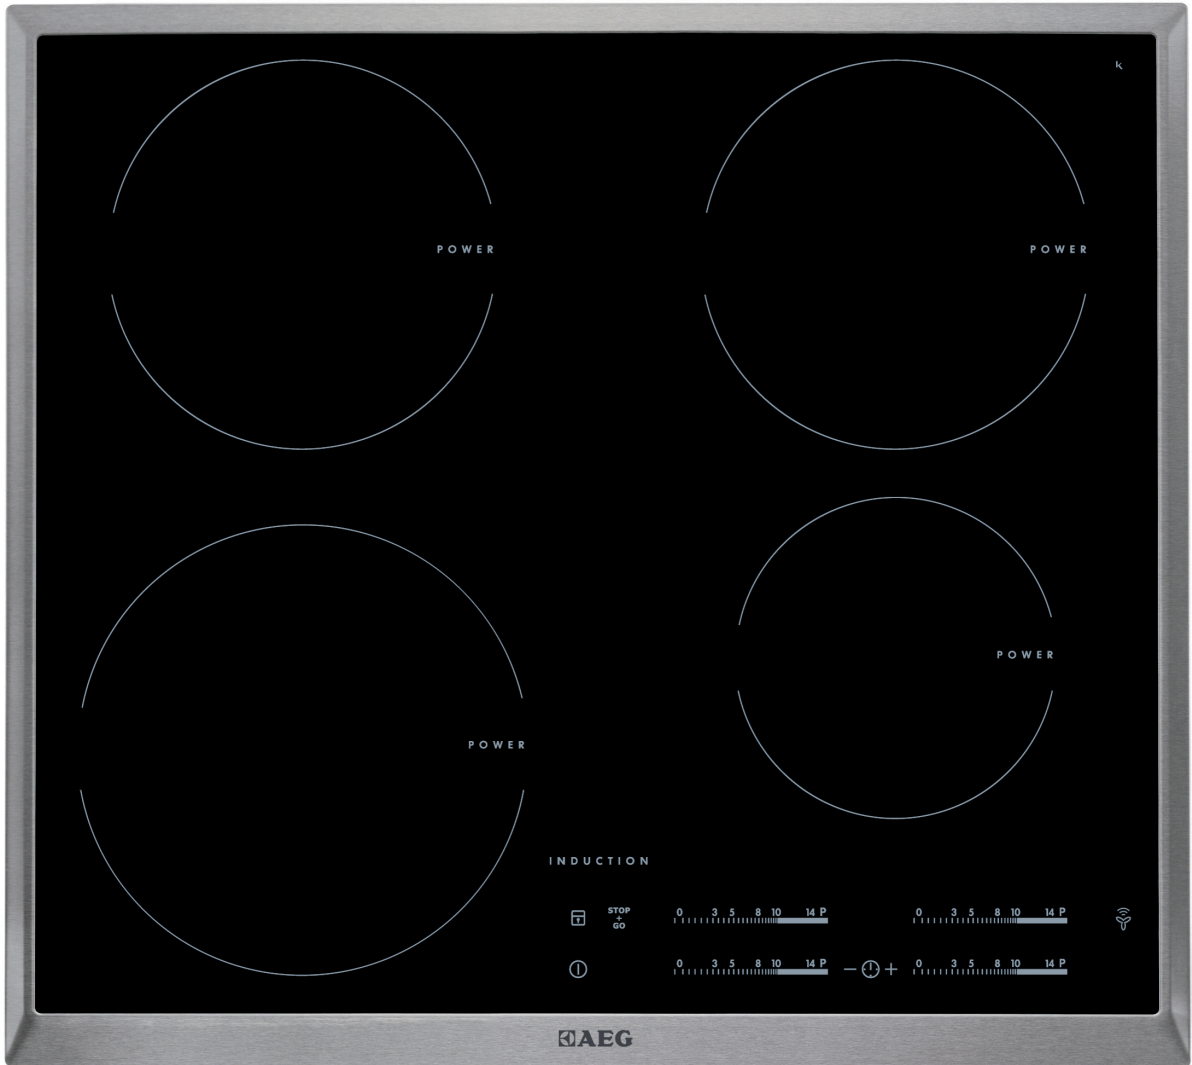 k
POWER POWER
POWER
POWER
INDUCTION
STOP
+
GO
0 3 5 8 10 14 P 0 3 5 8 10 14 P
0 3 5 8 10 14 P − + 0 3 5 8 10 14 P
AEG